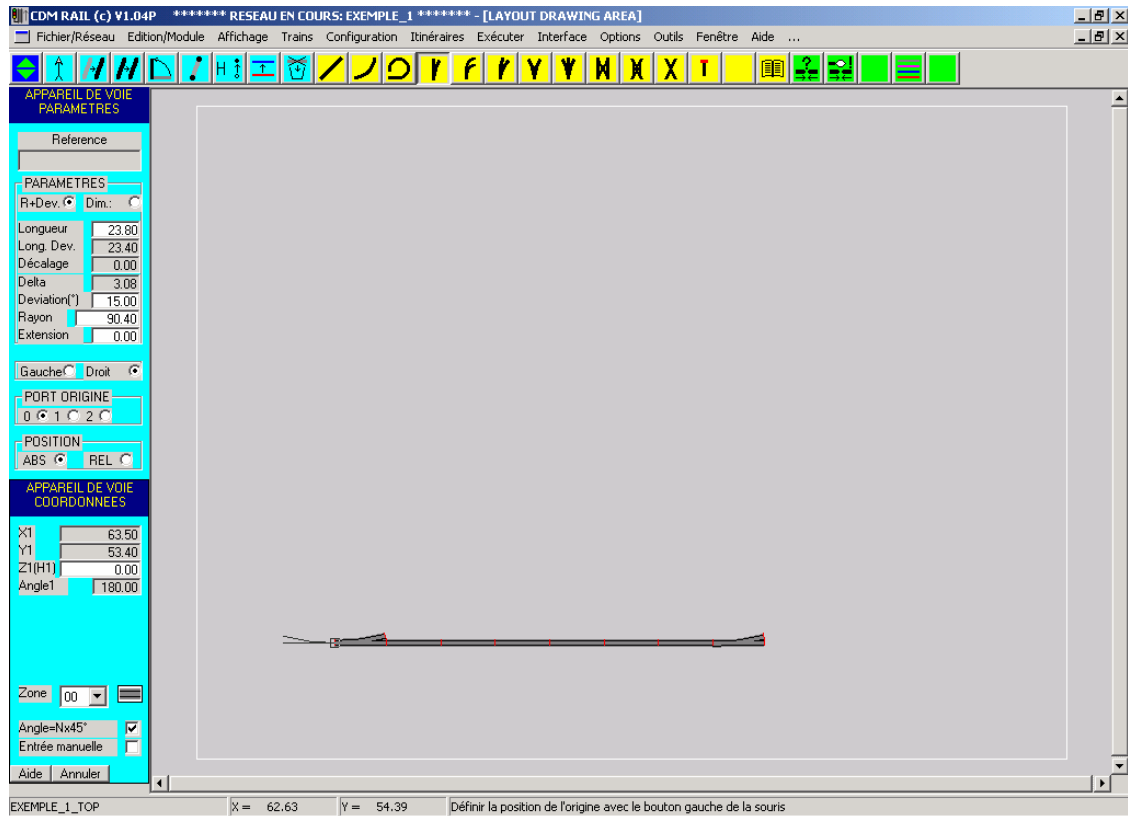 CDM RAIL (c) V1.04P ******* RESEAU EN COURS: EXEMPLE_1 ******* - [LAYOUT DRAWING AREA]
Fichier/Réseau Edition/Module Affichage Trains Configuration Itinéraires Exécuter Interface Options Outils Fenêtre Aide ...
H T ?
APPAREIL DE VOIE
PARAMETRES
Reference
PARAMETRES
R+Dev. Dim.:
Longueur 23.80
Long. Dev. 23.40
Décalage 0.00
Delta 3.08
Deviation(°) 15.00
Rayon 90.40
Extension 0.00
Gauche Droit
PORT ORIGINE
0 1 2
POSITION
ABS REL
APPAREIL DE VOIE
COORDONNEES
X1 63.50
Y1 53.40
Z1(H1) 0.00
Angle1 180.00
Zone 00
Angle=Nx45°
Entrée manuelle
Aide Annuler
EXEMPLE_1_TOP X = 62.63 Y = 54.39 Définir la position de l'origine avec le bouton gauche de la souris